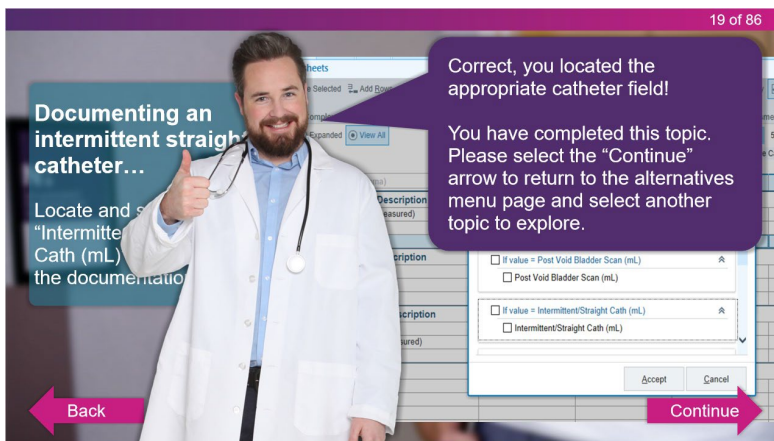 19 of 86
Documenting an
intermittent straight
catheter…
Locate and
"Intermitte
Cath (mL)
the documentatio
Correct, you located the
appropriate catheter field!
You have completed this topic.
Please select the "Continue"
arrow to return to the alternatives
menu page and select another
topic to explore.
heets
Selected Add Rows
Expanded View All
Description
easured)
cription
scription
sured)
If value = Post Void Bladder Scan (mL)
Post Void Bladder Scan (mL)
If value = Intermittent/Straight Cath (mL)
Intermittent/Straight Cath (mL)
Accept Cancel
Back
Continue